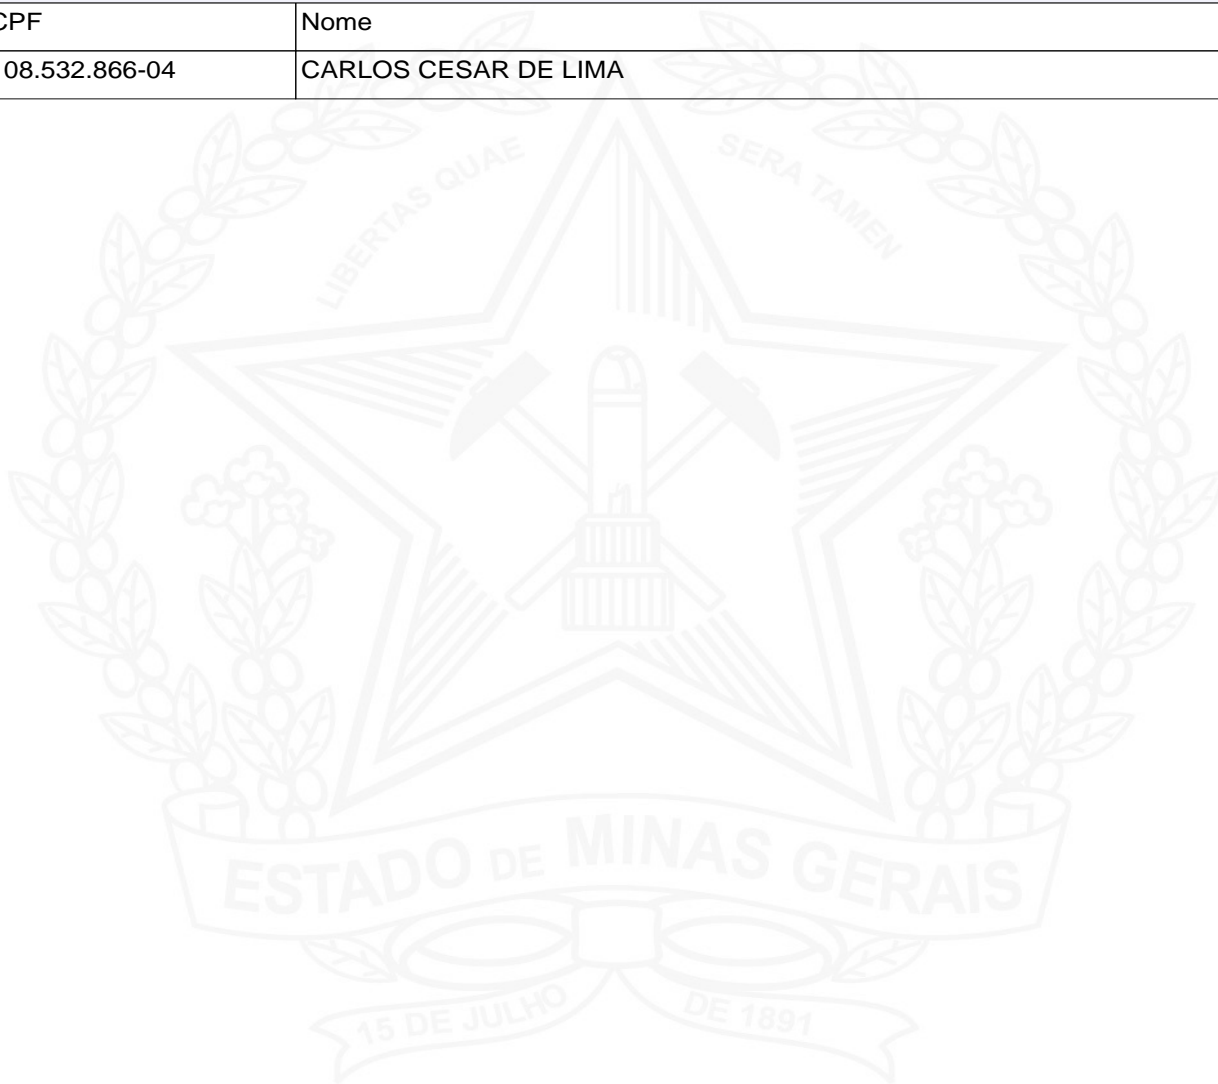 CPF Nome
08.532.866-04 CARLOS CESAR DE LIMA
LIBERTAS QUAE SERA TAMEN
ESTADO DE MINAS GERAIS
15 DE JULHO DE 1891